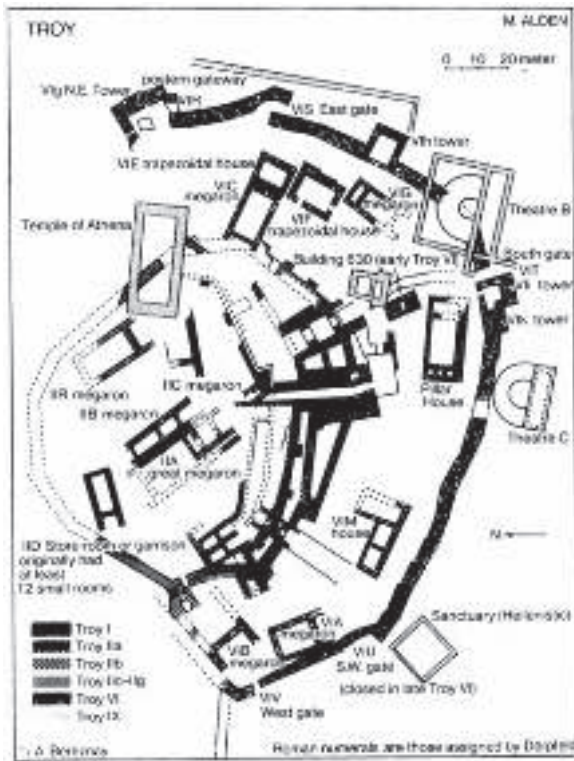 TROY
M. ALDEN
0 10 20 meter
postern gateway
VIg N.E. Tower
VIR
VIS East gate
VIh tower
VIE trapezoidal house
VIC
megaron
VIG
megaron
VIF
trapezoidal house
Theatre B
Temple of Athena
Building 630 (early Troy VI)
South gate
VIT
VIi tower
VIk tower
Pillar
House
IIC megaron
IIR megaron
IIB megaron
Theatre C
IIA
great megaron
N
VIM
house
IID Store room or garrison
originally had
at least
12 small rooms
VIA
megaron
VIB
megaron
Sanctuary (Hellenistic)
VIU
S.W. gate
(closed in late Troy VI)
VIV
West gate
Troy I
Troy IIa
Troy IIb
Troy IIc-IIg
Troy VI
Troy IX
Roman numerals are those assigned by Dörpfeld